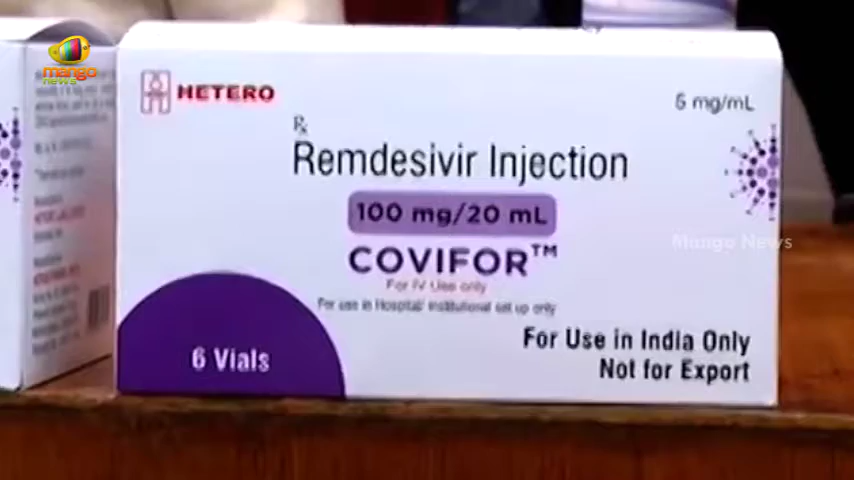 mango
news
HETERO
5 mg/mL
Rx
Remdesivir Injection
100 mg/20 mL
COVIFOR™
For IV Use only
For use in Hospital/ Institutional set up only
Mango News
For Use in India Only
Not for Export
6 Vials